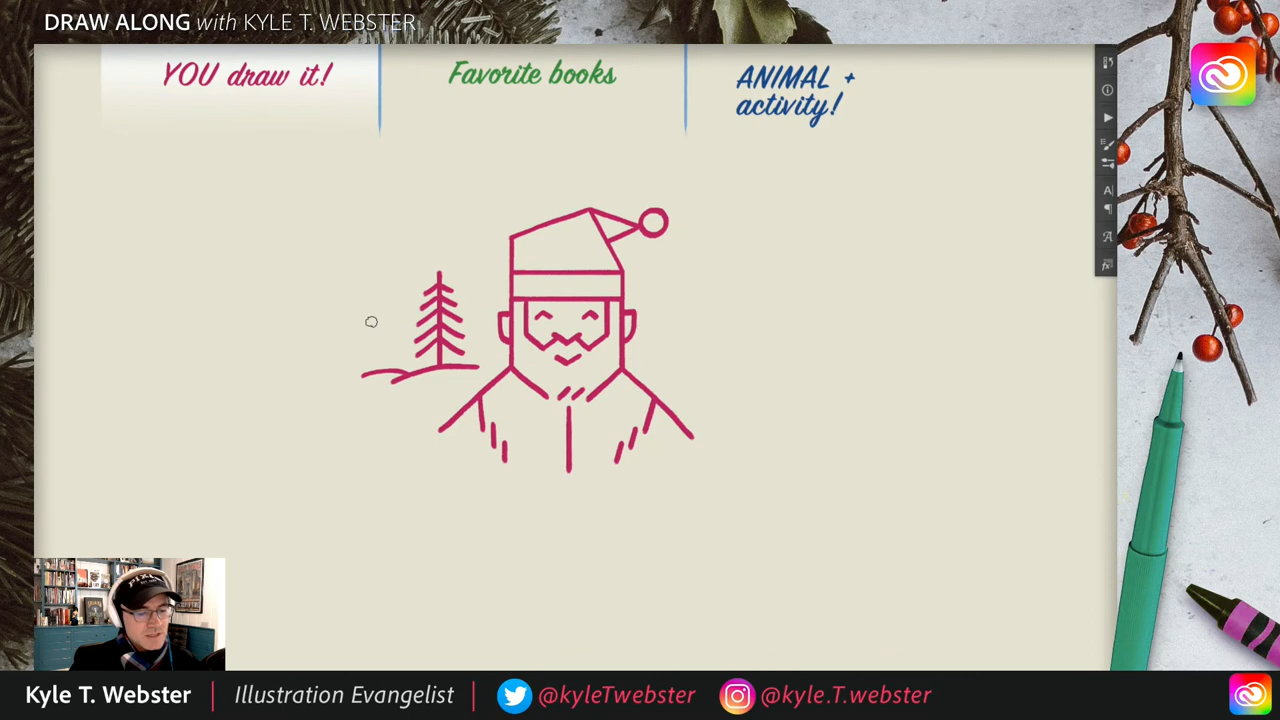 DRAW ALONG with KYLE T. WEBSTER
YOU draw it!
Favorite books
ANIMAL +
activity!
Kyle T. Webster | Illustration Evangelist | @kyleTwebster @kyle.T.webster